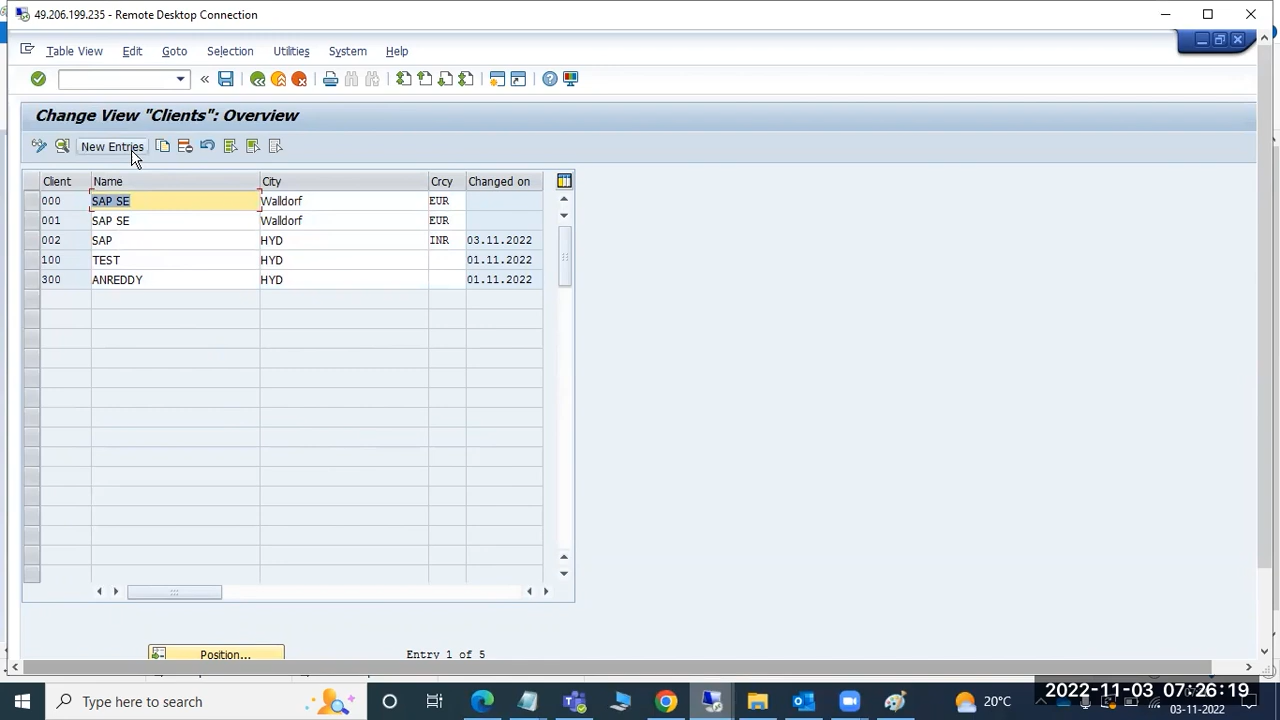 49.206.199.235 - Remote Desktop Connection
Table View Edit Goto Selection Utilities System Help
Change View "Clients": Overview
New Entries
Client Name City Crcy Changed on
000 SAP SE Walldorf EUR
001 SAP SE Walldorf EUR
002 SAP HYD INR 03.11.2022
100 TEST HYD 01.11.2022
300 ANREDDY HYD 01.11.2022
Position... Entry 1 of 5
Type here to search 20°C
2022-11-03 07:26:19
03-11-2022